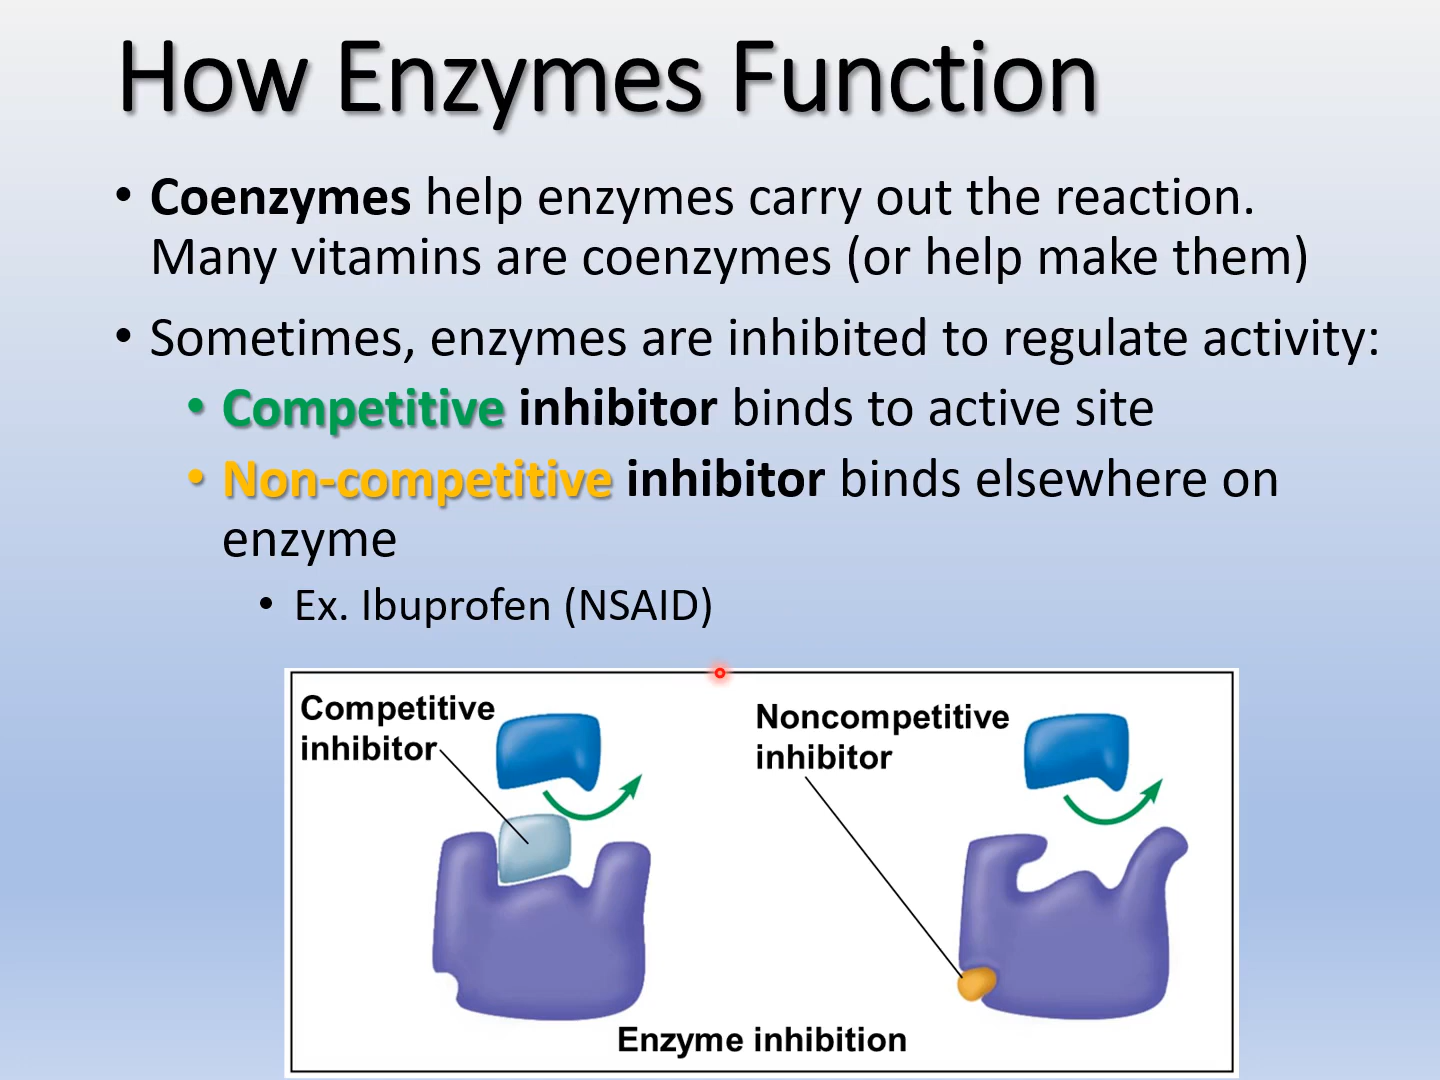 How Enzymes Function
• Coenzymes help enzymes carry out the reaction.
Many vitamins are coenzymes (or help make them)
• Sometimes, enzymes are inhibited to regulate activity:
• Competitive inhibitor binds to active site
• Non-competitive inhibitor binds elsewhere on
enzyme
• Ex. Ibuprofen (NSAID)
Competitive
inhibitor
Noncompetitive
inhibitor
Enzyme inhibition